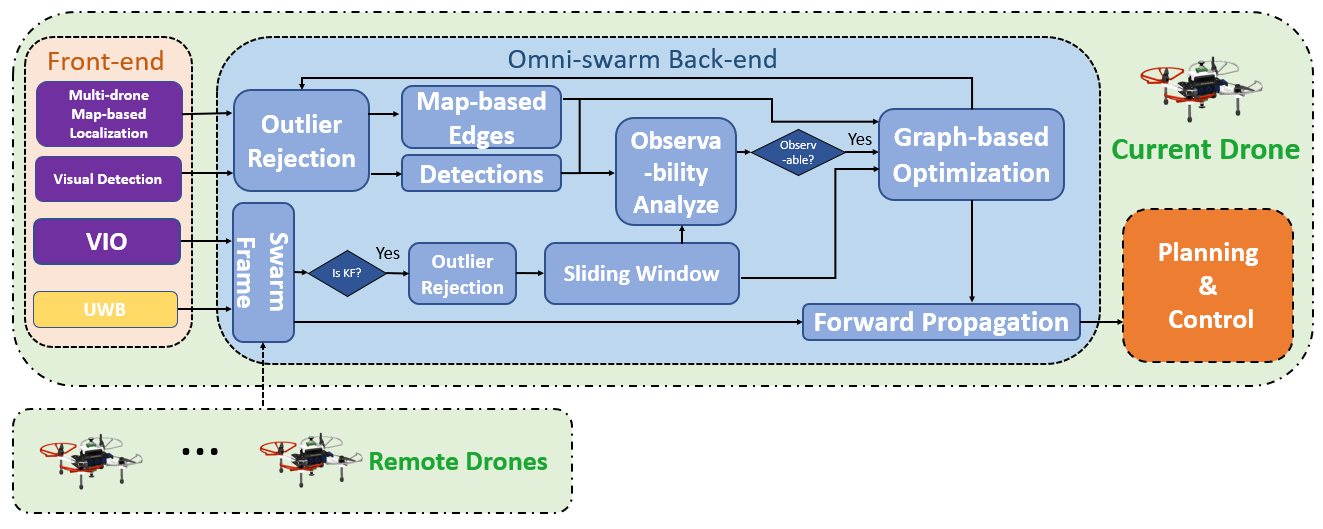 Front-end
Multi-drone
Map-based
Localization
Visual Detection
VIO
UWB
Omni-swarm Back-end
Outlier
Rejection
Map-based
Edges
Detections
Observa
-bility
Analyze
Observ
-able?
Yes
Graph-based
Optimization
Swarm
Frame
Is KF?
Yes
Outlier
Rejection
Sliding Window
Forward Propagation
Current Drone
Planning
&
Control
...
Remote Drones